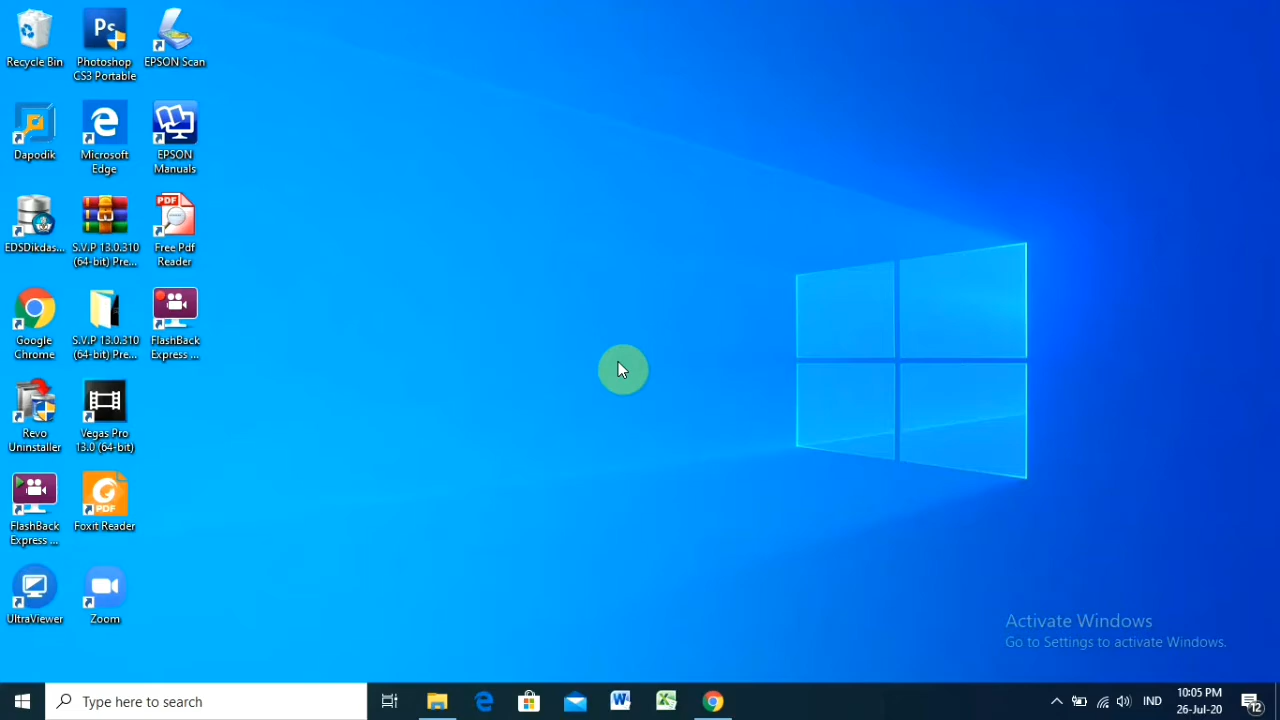 Recycle Bin
Photoshop
CS3 Portable
EPSON Scan
Dapodik
Microsoft
Edge
EPSON
Manuals
EDSDikdas...
S.V.P 13.0.310
(64-bit) Pre...
Free Pdf
Reader
Google
Chrome
S.V.P 13.0.310
(64-bit) Pre...
FlashBack
Express ...
Revo
Uninstaller
Vegas Pro
13.0 (64-bit)
FlashBack
Express ...
Foxit Reader
UltraViewer
Zoom
Ps
PDF
PDF
Activate Windows
Go to Settings to activate Windows.
Type here to search
IND
10:05 PM
26-Jul-20
12